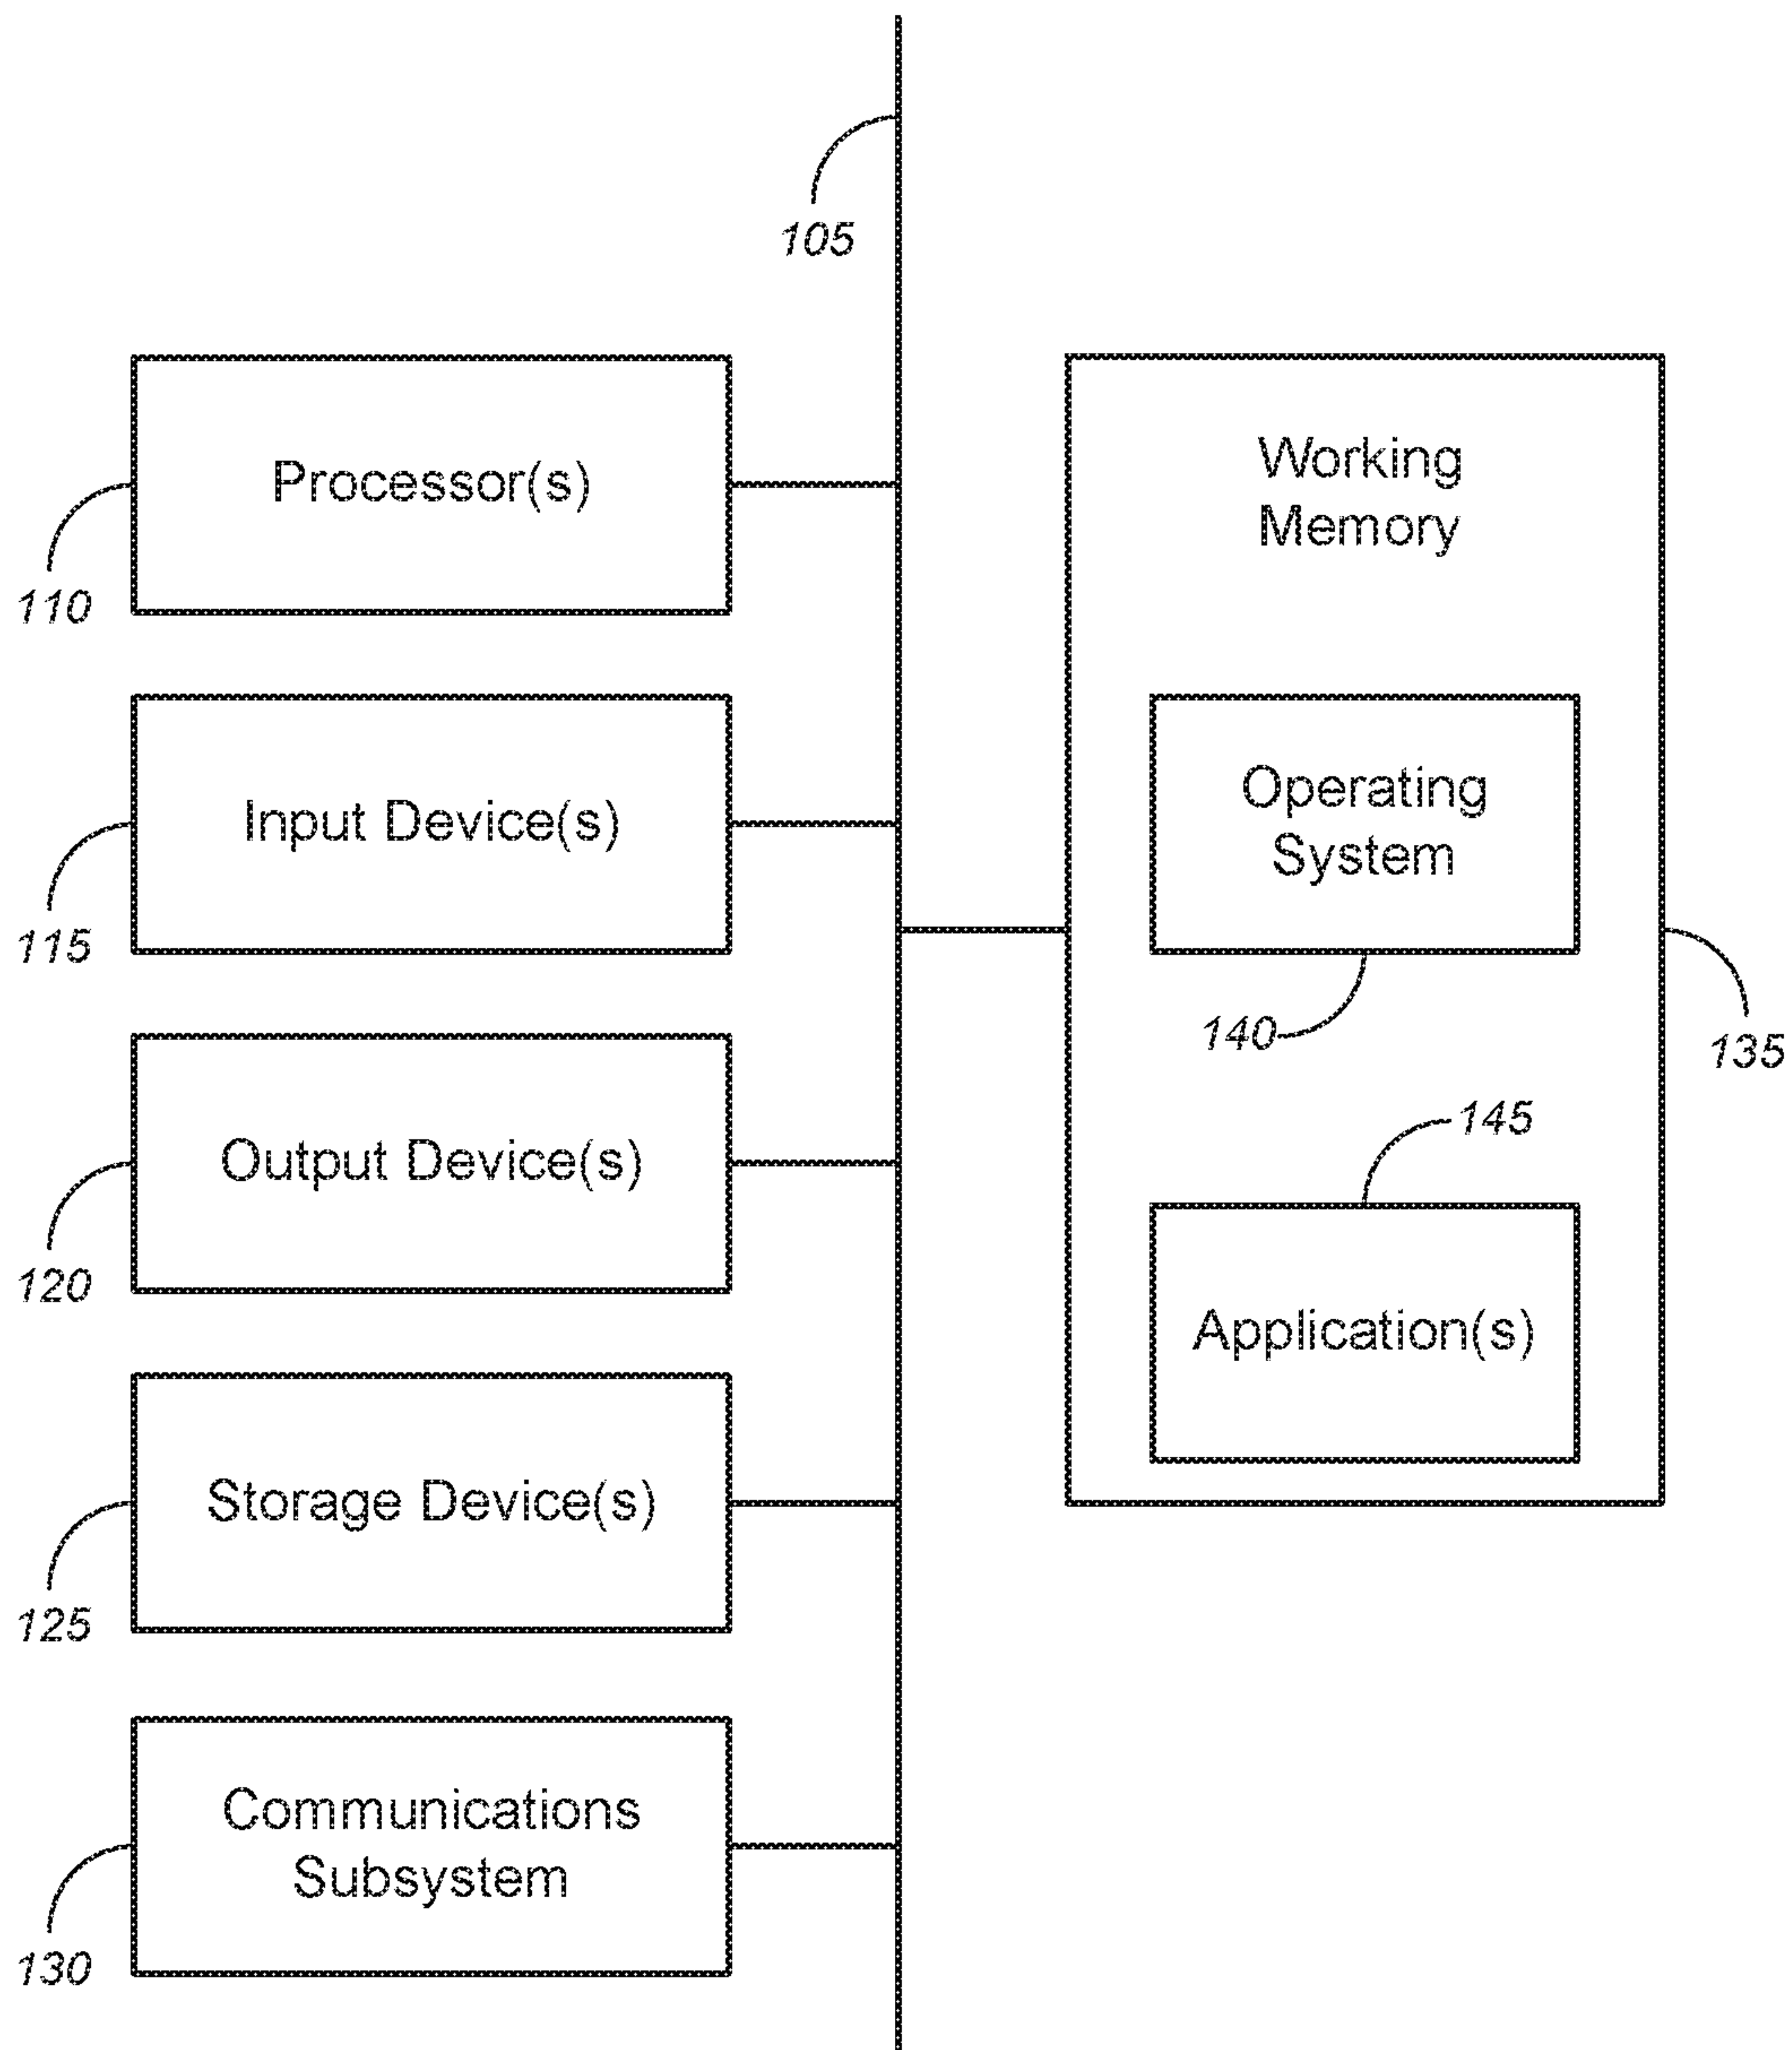 105
Processor(s)
110
Input Device(s)
115
Output Device(s)
120
Storage Device(s)
125
Communications
Subsystem
130
Working
Memory
Operating
System
140
135
145
Application(s)